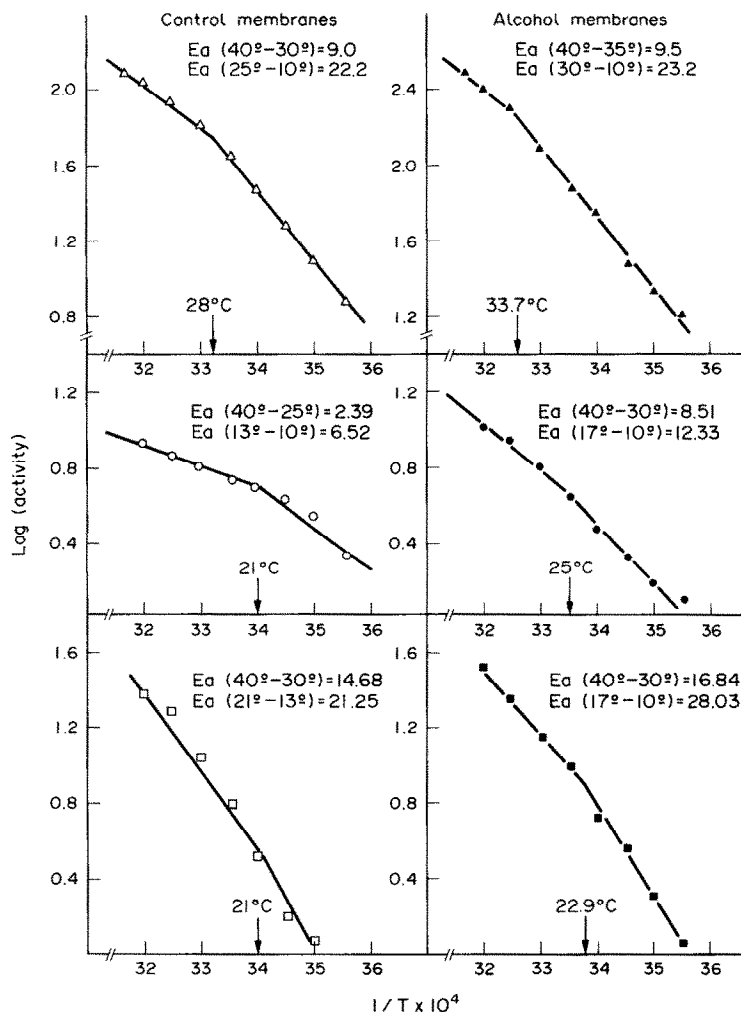 Control membranes
Alcohol membranes
Ea (40º-30º)=9.0
Ea (25º-10º)=22.2
Ea (40º-35º)=9.5
Ea (30º-10º)=23.2
2.0
1.6
1.2
0.8
2.4
2.0
1.6
1.2
28°C
33.7°C
32 33 34 35 36
32 33 34 35 36
Ea (40º-25º)=2.39
Ea (13º-10º)=6.52
Ea (40º-30º)=8.51
Ea (17º-10º)=12.33
1.2
0.8
0.4
1.2
0.8
0.4
Log (activity)
21°C
25°C
32 33 34 35 36
32 33 34 35 36
Ea (40º-30º)=14.68
Ea (21º-13º)=21.25
Ea (40º-30º)=16.84
Ea (17º-10º)=28.03
1.6
1.2
0.8
0.4
1.6
1.2
0.8
0.4
21°C
22.9°C
32 33 34 35 36
32 33 34 35 36
1/T x 10⁴